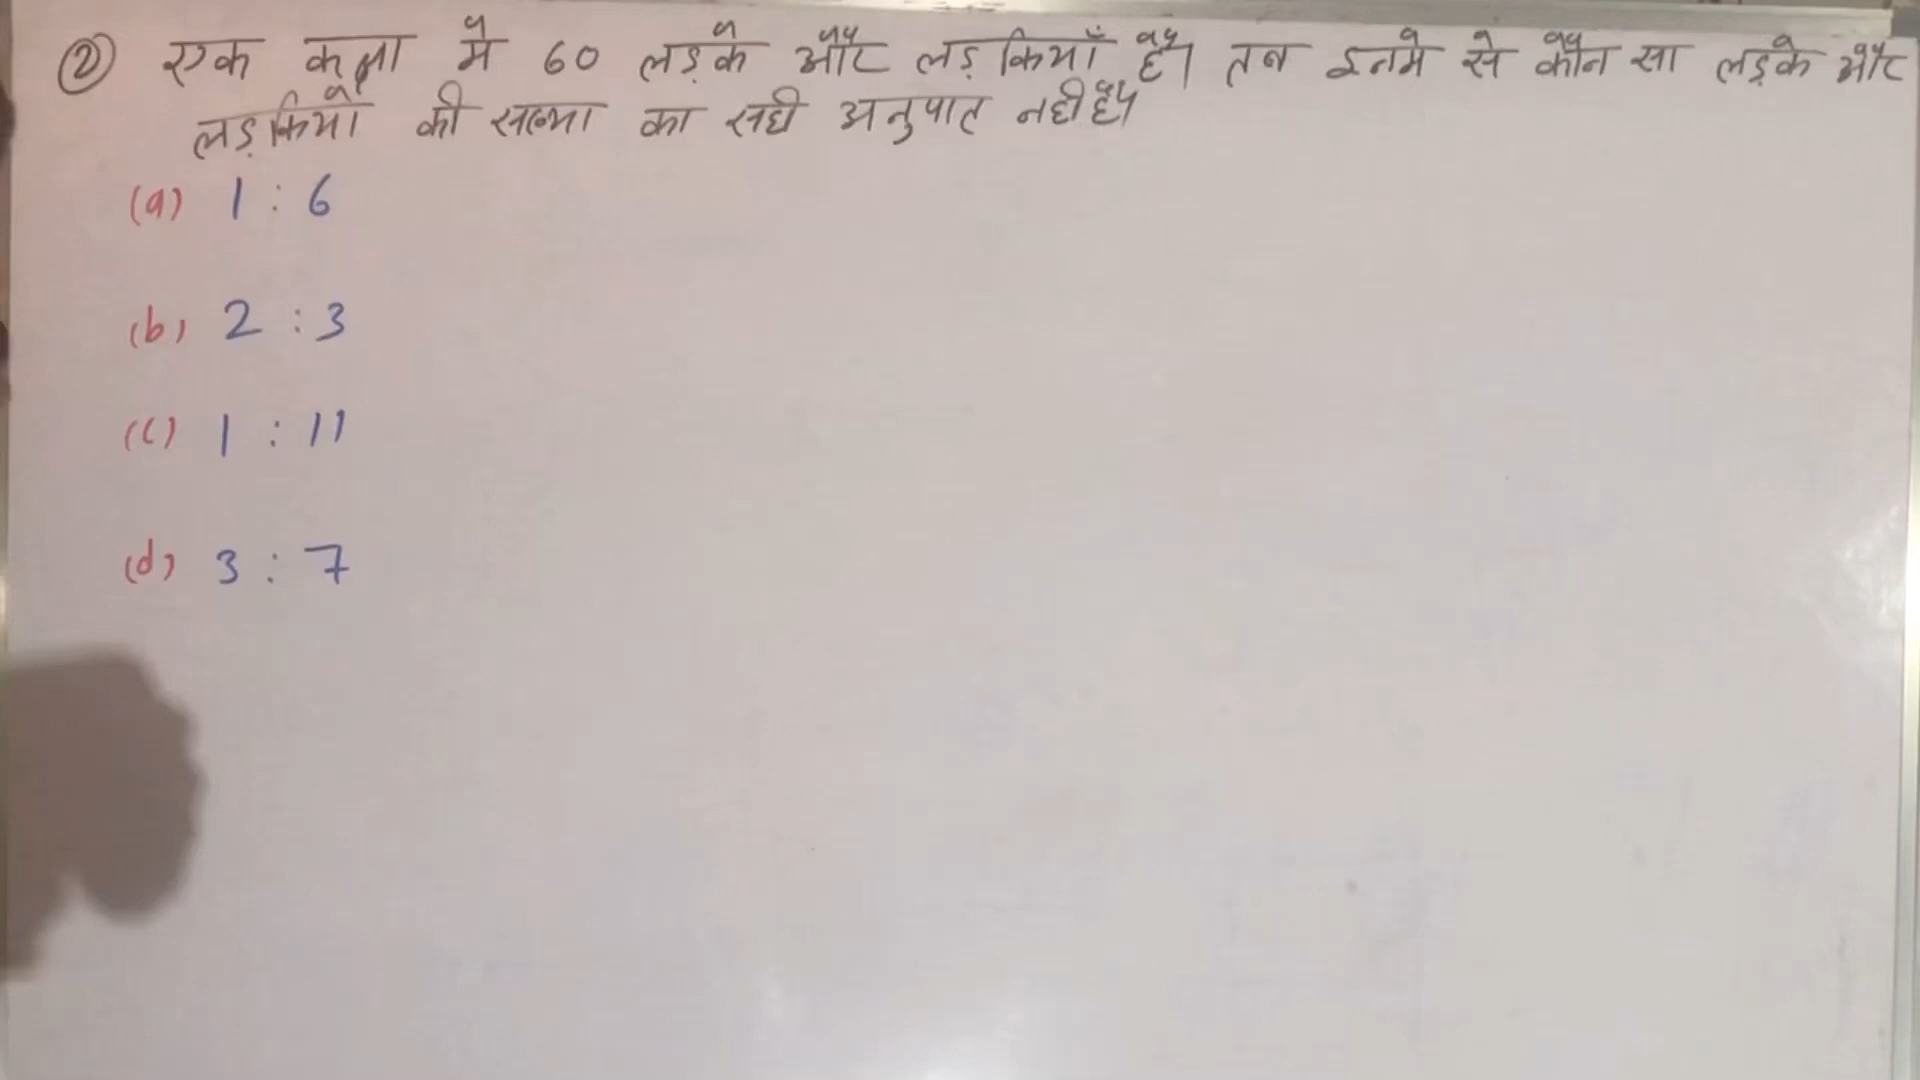 ② एक कक्षा मे 60 लड़के और लड़कियाँ है। तब इनमे से कौन सा लड़के और
लड़कियो की संख्या का सही अनुपात नही है।
(a) 1 : 6
(b) 2 : 3
(c) 1 : 11
(d) 3 : 7